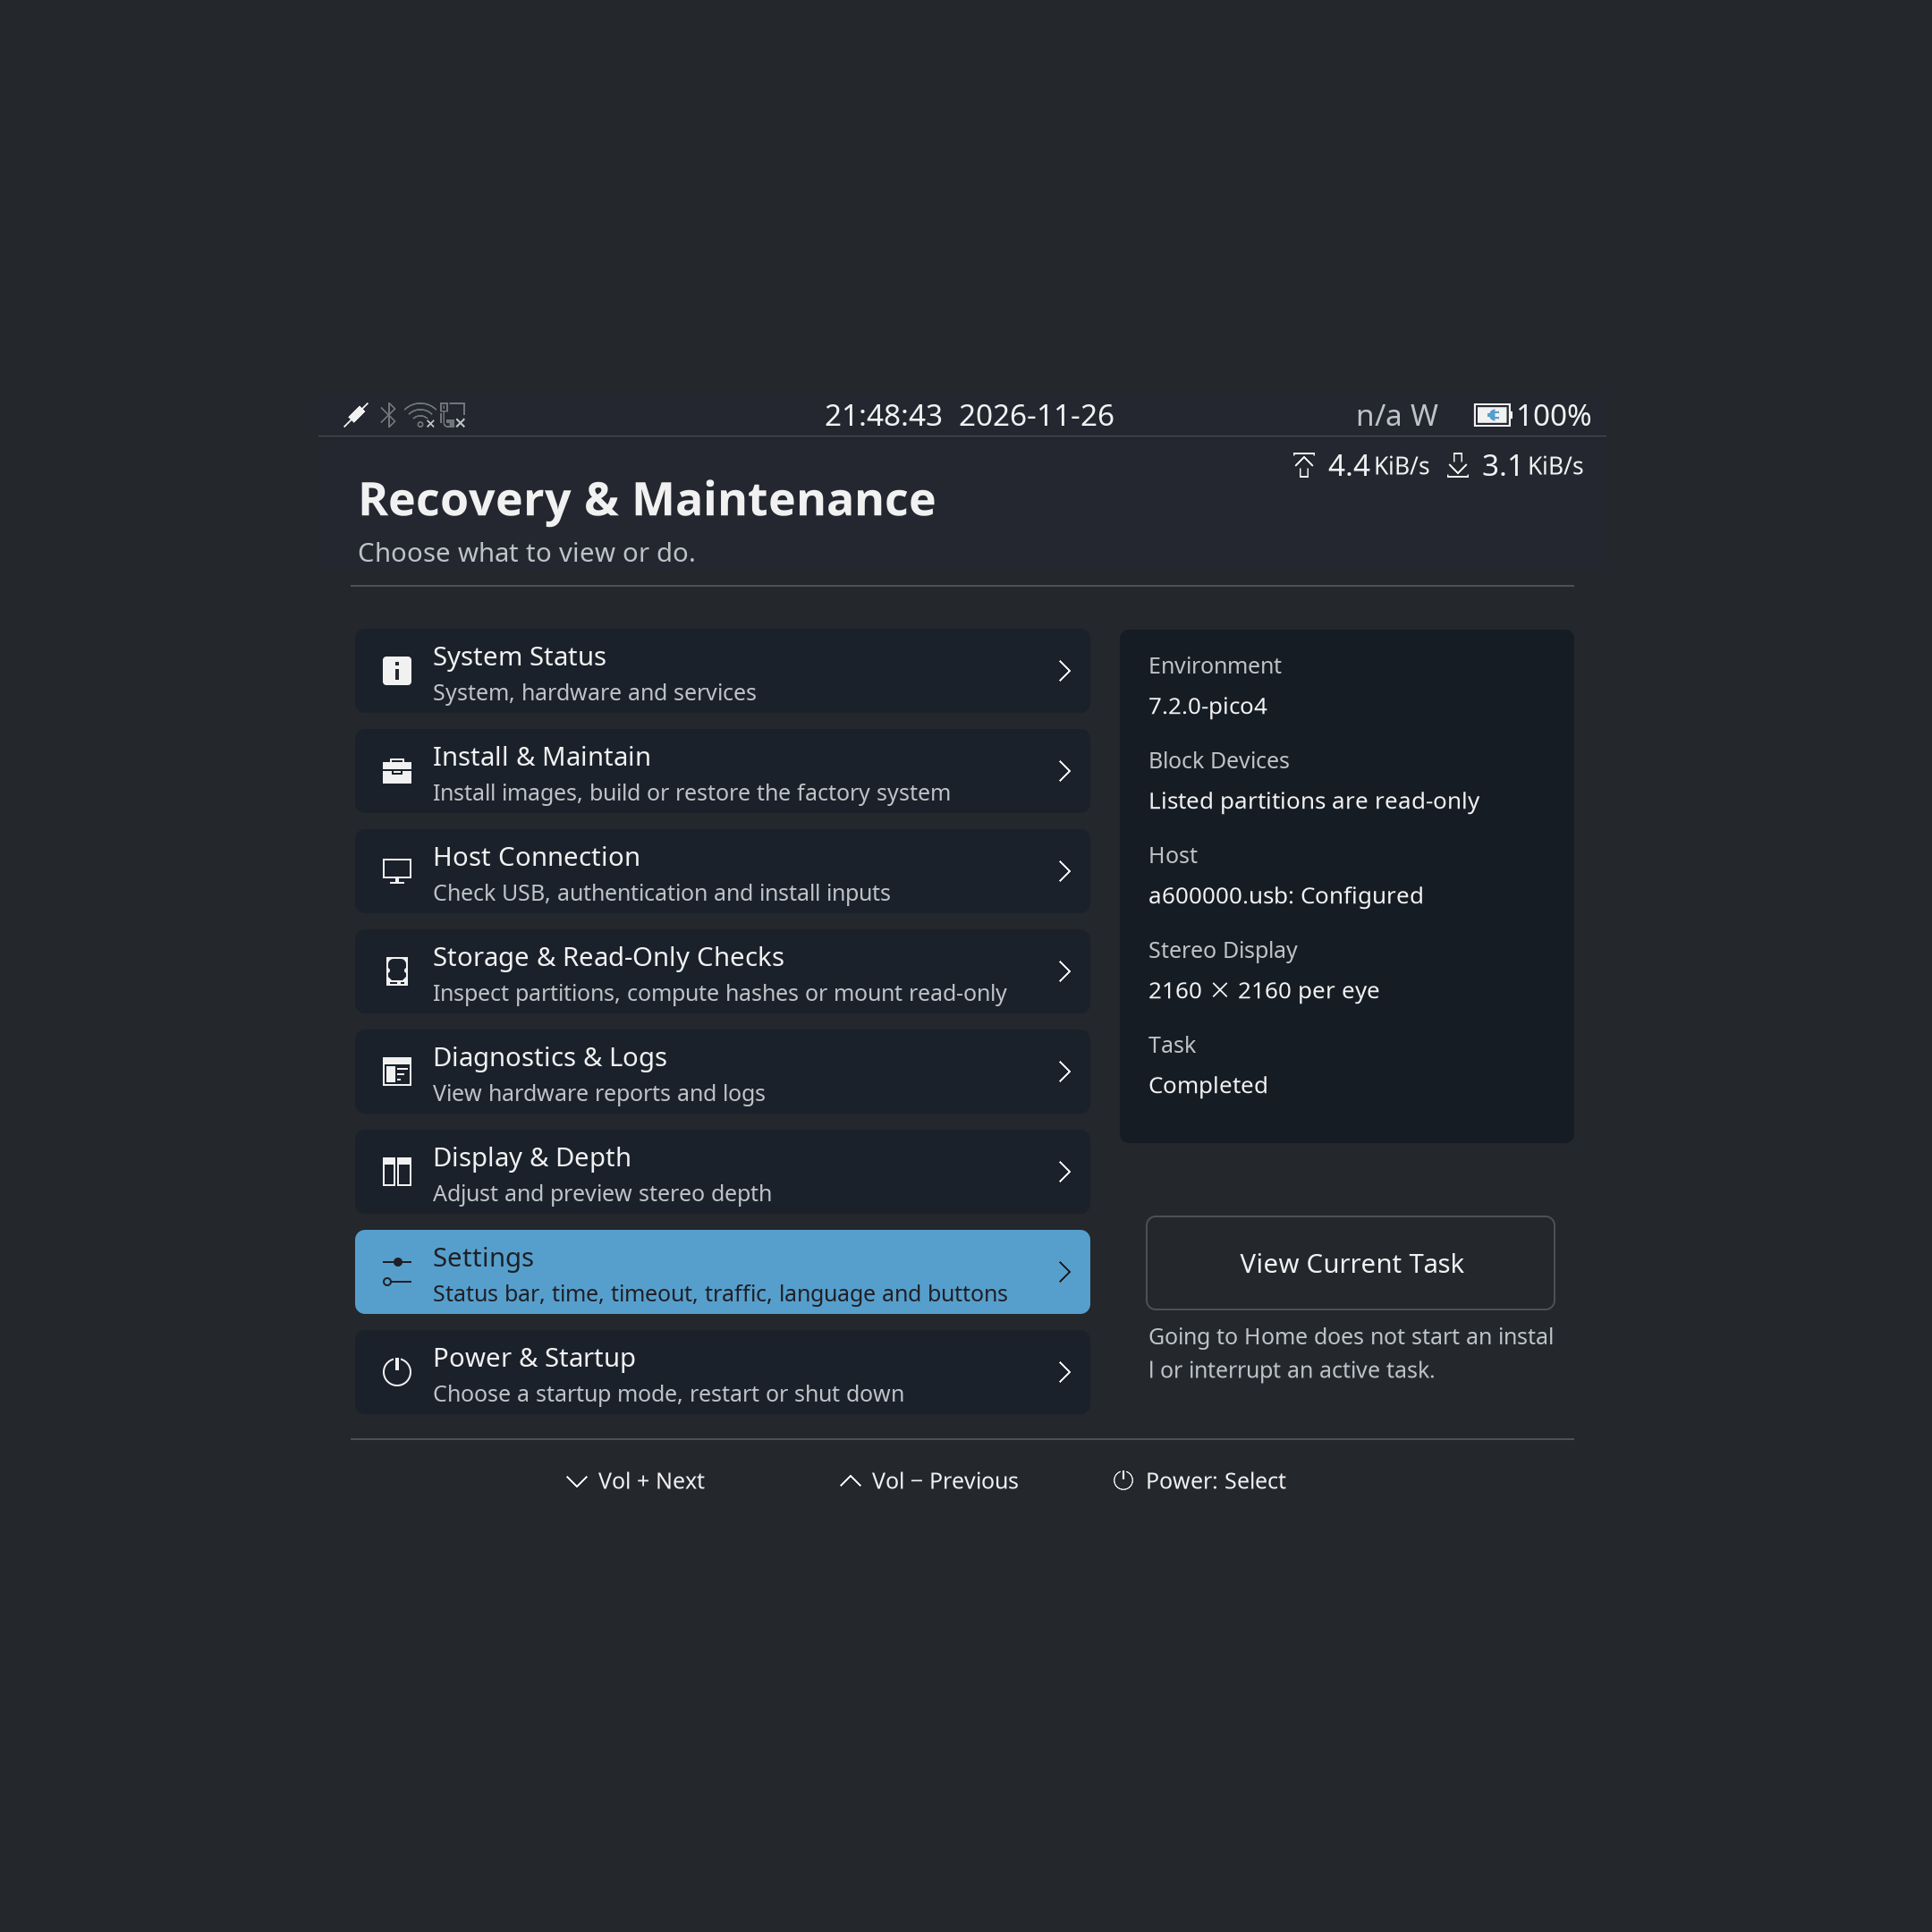 21:48:43 2026-11-26
n/a W
100%
4.4 KiB/s 3.1 KiB/s
Recovery & Maintenance
Choose what to view or do.
System Status
System, hardware and services
Install & Maintain
Install images, build or restore the factory system
Host Connection
Check USB, authentication and install inputs
Storage & Read-Only Checks
Inspect partitions, compute hashes or mount read-only
Diagnostics & Logs
View hardware reports and logs
Display & Depth
Adjust and preview stereo depth
Settings
Status bar, time, timeout, traffic, language and buttons
Power & Startup
Choose a startup mode, restart or shut down
Environment
7.2.0-pico4
Block Devices
Listed partitions are read-only
Host
a600000.usb: Configured
Stereo Display
2160 × 2160 per eye
Task
Completed
View Current Task
Going to Home does not start an instal
l or interrupt an active task.
Vol + Next
Vol − Previous
Power: Select